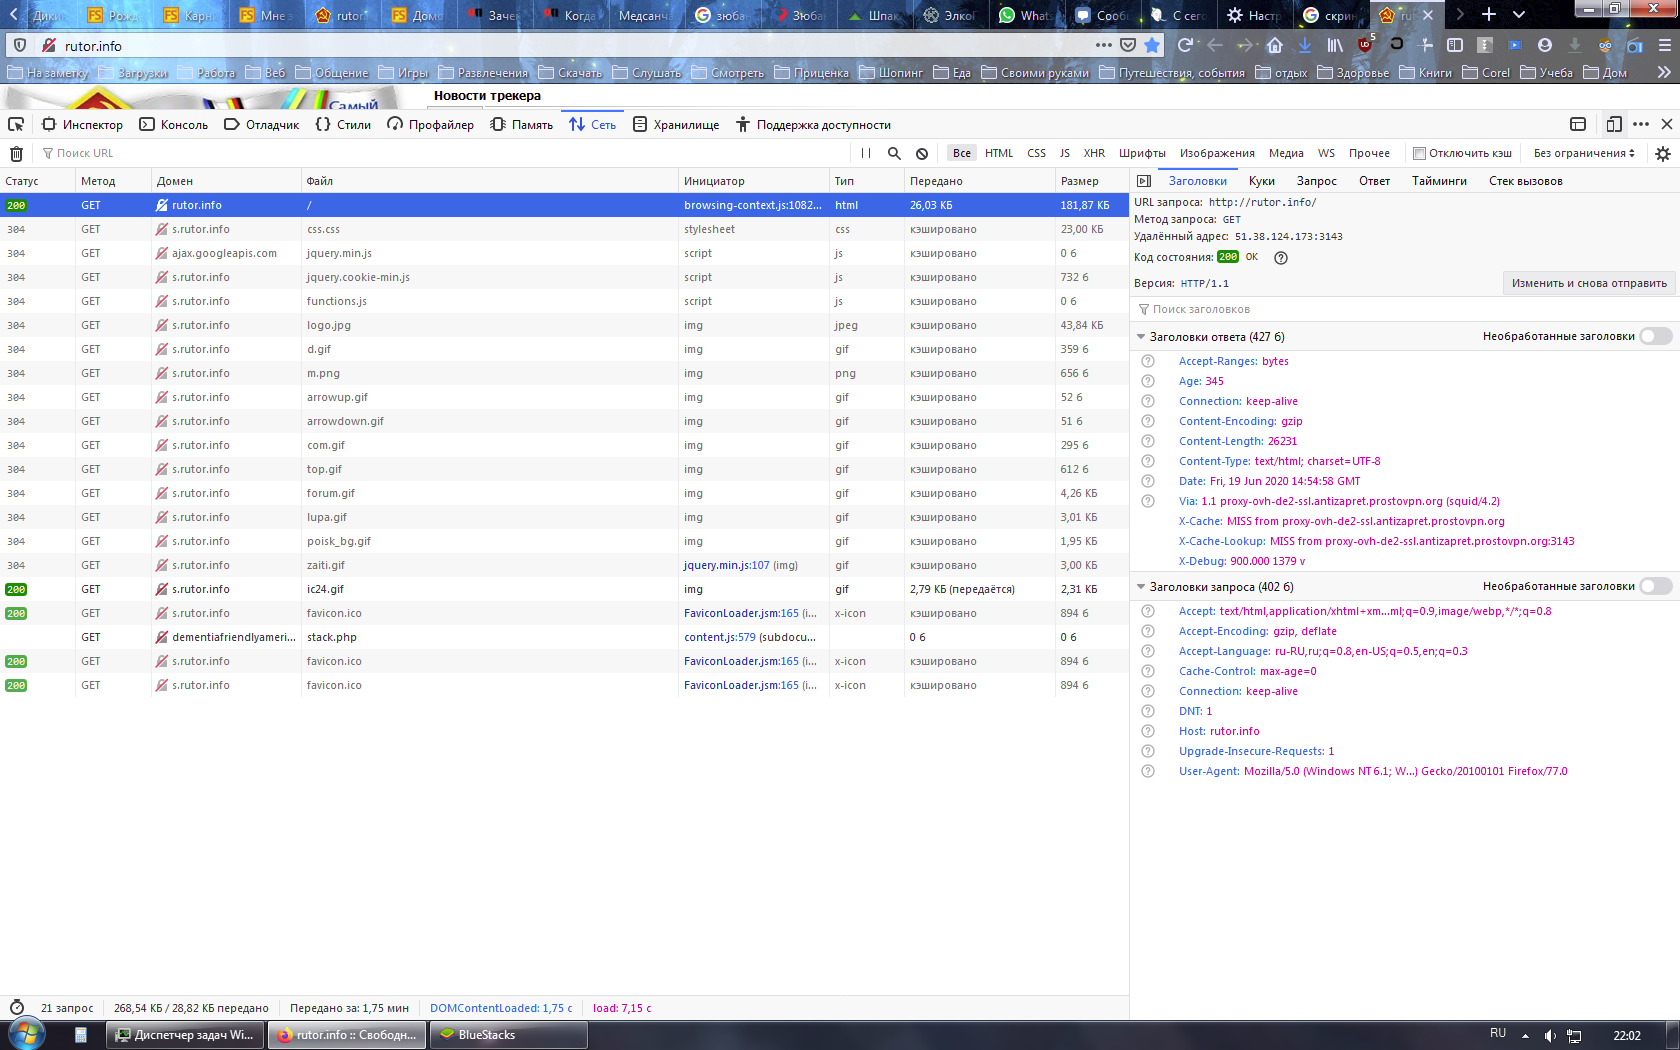 Дики
Рожд
Карн
Мне з
rutor
Домо
Заче
Когда
Медсанча
зюба
Зюба
Шпак
Элко
Whats
Сооб
С сего
Настр
скрин
rut
rutor.info
На заметку Загрузки Работа Веб Общение Игры Развлечения Скачать Слушать Смотреть Приценка Шопинг Еда Своими руками Путешествия, события отдых Здоровье Книги Corel Учеба Дом
Самый
Новости трекера
Инспектор Консоль Отладчик Стили Профайлер Память Сеть Хранилище Поддержка доступности
Поиск URL
Все HTML CSS JS XHR Шрифты Изображения Медиа WS Прочее Отключить кэш Без ограничения
Статус Метод Домен Файл Инициатор Тип Передано Размер
200 GET rutor.info / browsing-context.js:1082... html 26,03 КБ 181,87 КБ
304 GET s.rutor.info css.css stylesheet css кэшировано 23,00 КБ
304 GET ajax.googleapis.com jquery.min.js script js кэшировано 0 б
304 GET s.rutor.info jquery.cookie-min.js script js кэшировано 732 б
304 GET s.rutor.info functions.js script js кэшировано 0 б
304 GET s.rutor.info logo.jpg img jpeg кэшировано 43,84 КБ
304 GET s.rutor.info d.gif img gif кэшировано 359 б
304 GET s.rutor.info m.png img png кэшировано 656 б
304 GET s.rutor.info arrowup.gif img gif кэшировано 52 б
304 GET s.rutor.info arrowdown.gif img gif кэшировано 51 б
304 GET s.rutor.info com.gif img gif кэшировано 295 б
304 GET s.rutor.info top.gif img gif кэшировано 612 б
304 GET s.rutor.info forum.gif img gif кэшировано 4,26 КБ
304 GET s.rutor.info lupa.gif img gif кэшировано 3,01 КБ
304 GET s.rutor.info poisk_bg.gif img gif кэшировано 1,95 КБ
304 GET s.rutor.info zaiti.gif jquery.min.js:107 (img) gif кэшировано 3,00 КБ
200 GET s.rutor.info ic24.gif img gif 2,79 КБ (передаётся) 2,31 КБ
200 GET s.rutor.info favicon.ico FaviconLoader.jsm:165 (i... x-icon кэшировано 894 б
GET dementiafriendlyameri... stack.php content.js:579 (subdocu... 0 б 0 б
200 GET s.rutor.info favicon.ico FaviconLoader.jsm:165 (i... x-icon кэшировано 894 б
200 GET s.rutor.info favicon.ico FaviconLoader.jsm:165 (i... x-icon кэшировано 894 б
Заголовки Куки Запрос Ответ Тайминги Стек вызовов
URL запроса: http://rutor.info/
Метод запроса: GET
Удалённый адрес: 51.38.124.173:3143
Код состояния: 200 OK
Версия: HTTP/1.1 Изменить и снова отправить
Поиск заголовков
Заголовки ответа (427 б) Необработанные заголовки
Accept-Ranges: bytes
Age: 345
Connection: keep-alive
Content-Encoding: gzip
Content-Length: 26231
Content-Type: text/html; charset=UTF-8
Date: Fri, 19 Jun 2020 14:54:58 GMT
Via: 1.1 proxy-ovh-de2-ssl.antizapret.prostovpn.org (squid/4.2)
X-Cache: MISS from proxy-ovh-de2-ssl.antizapret.prostovpn.org
X-Cache-Lookup: MISS from proxy-ovh-de2-ssl.antizapret.prostovpn.org:3143
X-Debug: 900.000 1379 v
Заголовки запроса (402 б) Необработанные заголовки
Accept: text/html,application/xhtml+xm...ml;q=0.9,image/webp,*/*;q=0.8
Accept-Encoding: gzip, deflate
Accept-Language: ru-RU,ru;q=0.8,en-US;q=0.5,en;q=0.3
Cache-Control: max-age=0
Connection: keep-alive
DNT: 1
Host: rutor.info
Upgrade-Insecure-Requests: 1
User-Agent: Mozilla/5.0 (Windows NT 6.1; W...) Gecko/20100101 Firefox/77.0
21 запрос 268,54 КБ / 28,82 КБ передано Передано за: 1,75 мин DOMContentLoaded: 1,75 с load: 7,15 с
Диспетчер задач Wi... rutor.info :: Свободн... BlueStacks RU 22:02